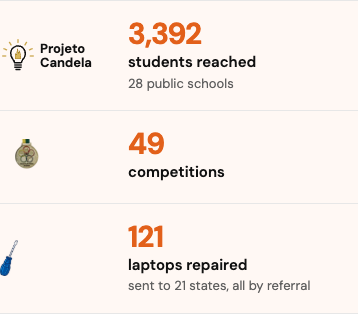 Projeto
Candela
3,392
students reached
28 public schools
49
competitions
121
laptops repaired
sent to 21 states, all by referral